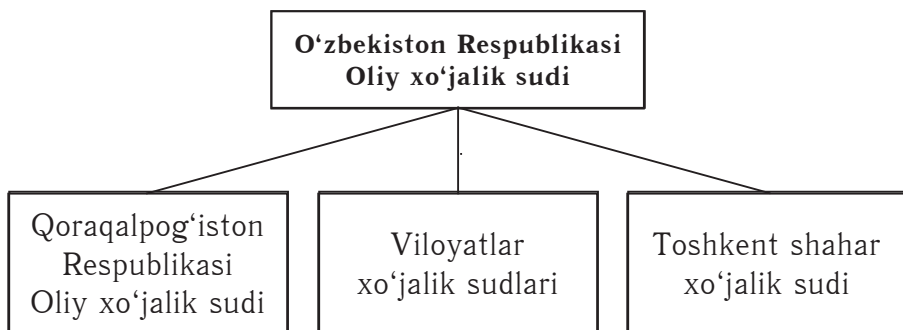 O‘zbekiston Respublikasi
Oliy xo‘jalik sudi
Qoraqalpog‘iston
Respublikasi
Oliy xo‘jalik sudi
Viloyatlar
xo‘jalik sudlari
Toshkent shahar
xo‘jalik sudi